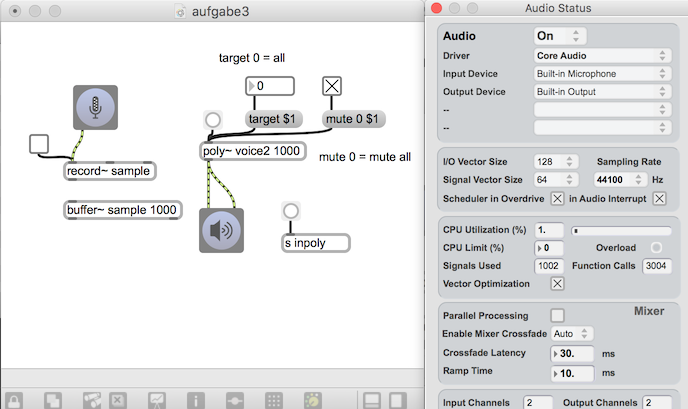 aufgabe3
target 0 = all
0
target $1
mute 0 $1
poly~ voice2 1000
mute 0 = mute all
record~ sample
buffer~ sample 1000
s inpoly
Audio Status
Audio On
Driver Core Audio
Input Device Built-in Microphone
Output Device Built-in Output
--
--
I/O Vector Size 128 Sampling Rate
Signal Vector Size 64 44100 Hz
Scheduler in Overdrive in Audio Interrupt
CPU Utilization (%) 1.
CPU Limit (%) 0 Overload
Signals Used 1002 Function Calls 3004
Vector Optimization
Parallel Processing Mixer
Enable Mixer Crossfade Auto
Crossfade Latency 30. ms
Ramp Time 10. ms
Input Channels 2 Output Channels 2